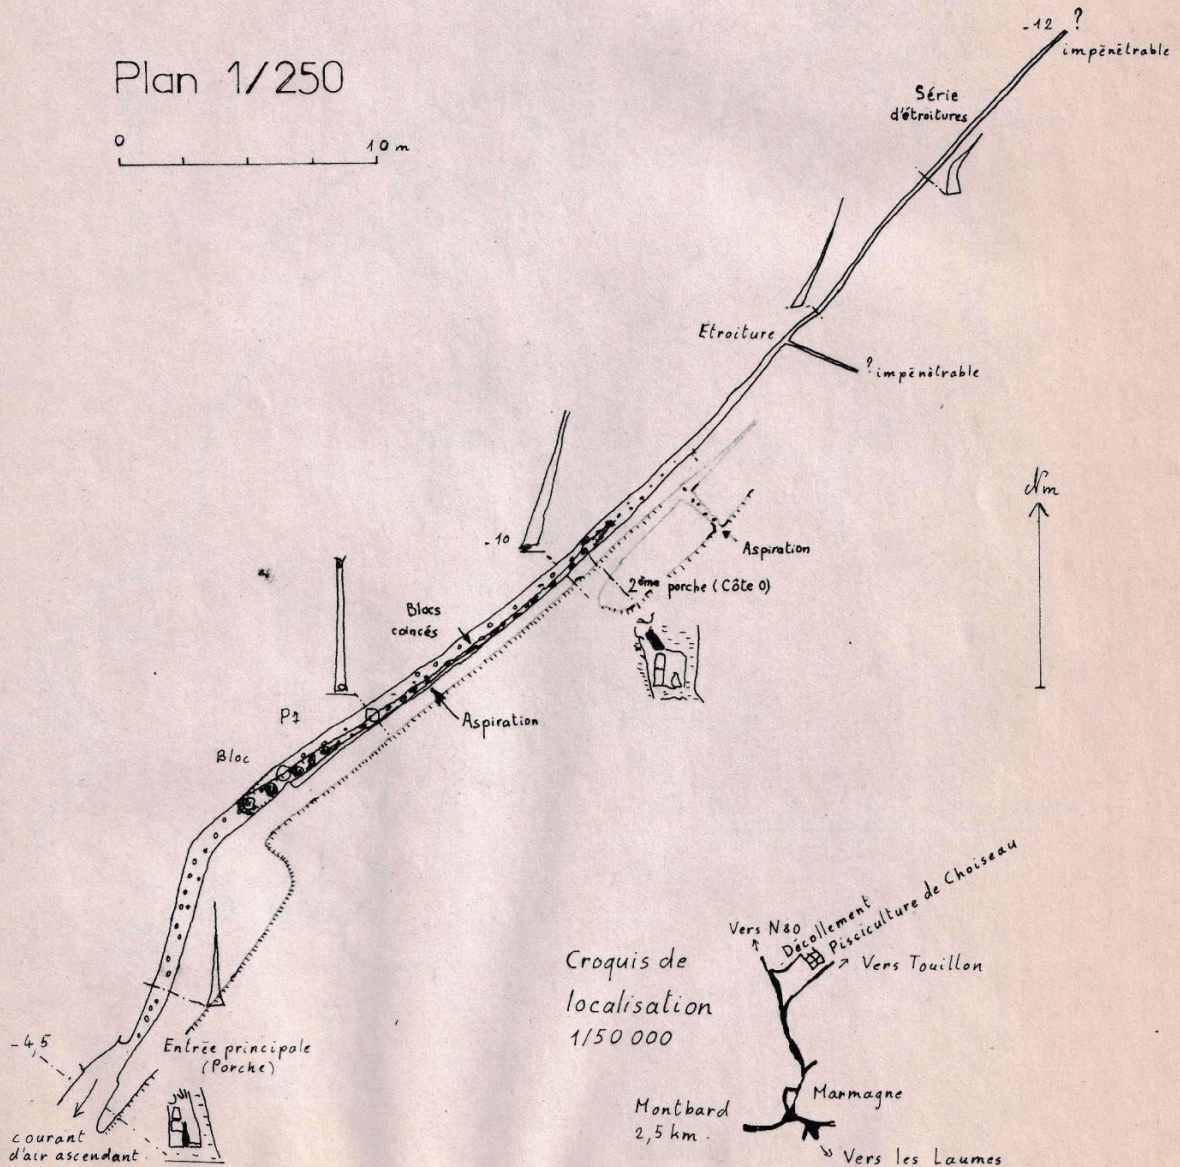 Plan 1/250
0
10 m
-12 ?
impénétrable
Série
d'étroitures
Etroiture
? impénétrable
Nm
-10
Aspiration
2ème porche (Côte 0)
Blocs
coincés
Aspiration
Bloc
-4,5
Entrée principale
(Porche)
courant
d'air ascendant
Croquis de
localisation
1/50 000
Vers N80
Décollement
Pisciculture de Choiseau
Vers Touillon
Marmagne
Montbard
2,5 km.
Vers les Laumes